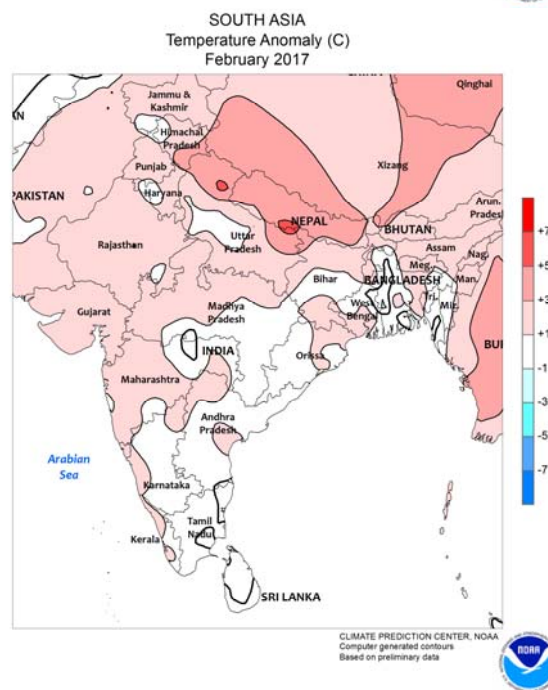 SOUTH ASIA
Temperature Anomaly (C)
February 2017
Qinghai
Jammu &
Kashmir
Himachal
Pradesh
Xizang
Punjab
PAKISTAN
Haryana
Arun.
Prades
NEPAL
BHUTAN
Uttar
Pradesh
Rajasthan
Assam
Nag.
Meg.
Bihar
BANGLADESH
Man.
Tri.
Miz.
West
Bengal
Gujarat
Madhya
Pradesh
INDIA
BU
Orissa
Maharashtra
Andhra
Pradesh
Arabian
Sea
Karnataka
Tamil
Nadu
Kerala
SRI LANKA
+7
+5
+3
+1
-1
-3
-5
-7
CLIMATE PREDICTION CENTER, NOAA
Computer generated contours
Based on preliminary data
NOAA